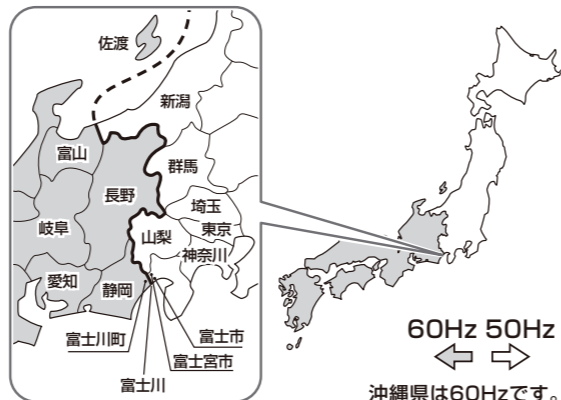 佐渡
新潟
富山
群馬
長野
埼玉
岐阜
山梨
東京
神奈川
愛知
静岡
富士川町
富士市
富士宮市
富士川
60Hz 50Hz
沖縄県は60Hzです。